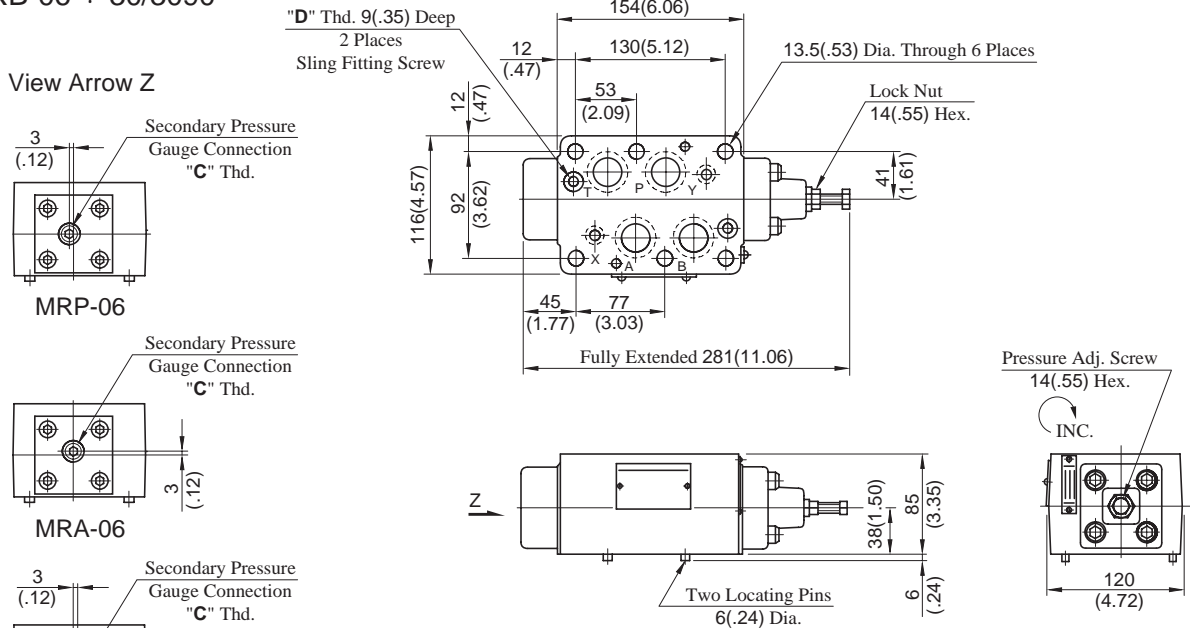 "D" Thd. 9(.35) Deep
2 Places
Sling Fitting Screw
154(6.06)
130(5.12)
12
(.47)
53
(2.09)
12
(.47)
13.5(.53) Dia. Through 6 Places
Lock Nut
14(.55) Hex.
View Arrow Z
3
(.12)
Secondary Pressure
Gauge Connection
"C" Thd.
MRP-06
116(4.57)
92
(3.62)
41
(1.61)
T
P
Y
X
A
B
45
(1.77)
77
(3.03)
Fully Extended 281(11.06)
Secondary Pressure
Gauge Connection
"C" Thd.
3
(.12)
MRA-06
Z
38(1.50)
85
(3.35)
6
(.24)
Two Locating Pins
6(.24) Dia.
Pressure Adj. Screw
14(.55) Hex.
INC.
120
(4.72)
3
(.12)
Secondary Pressure
Gauge Connection
"C" Thd.